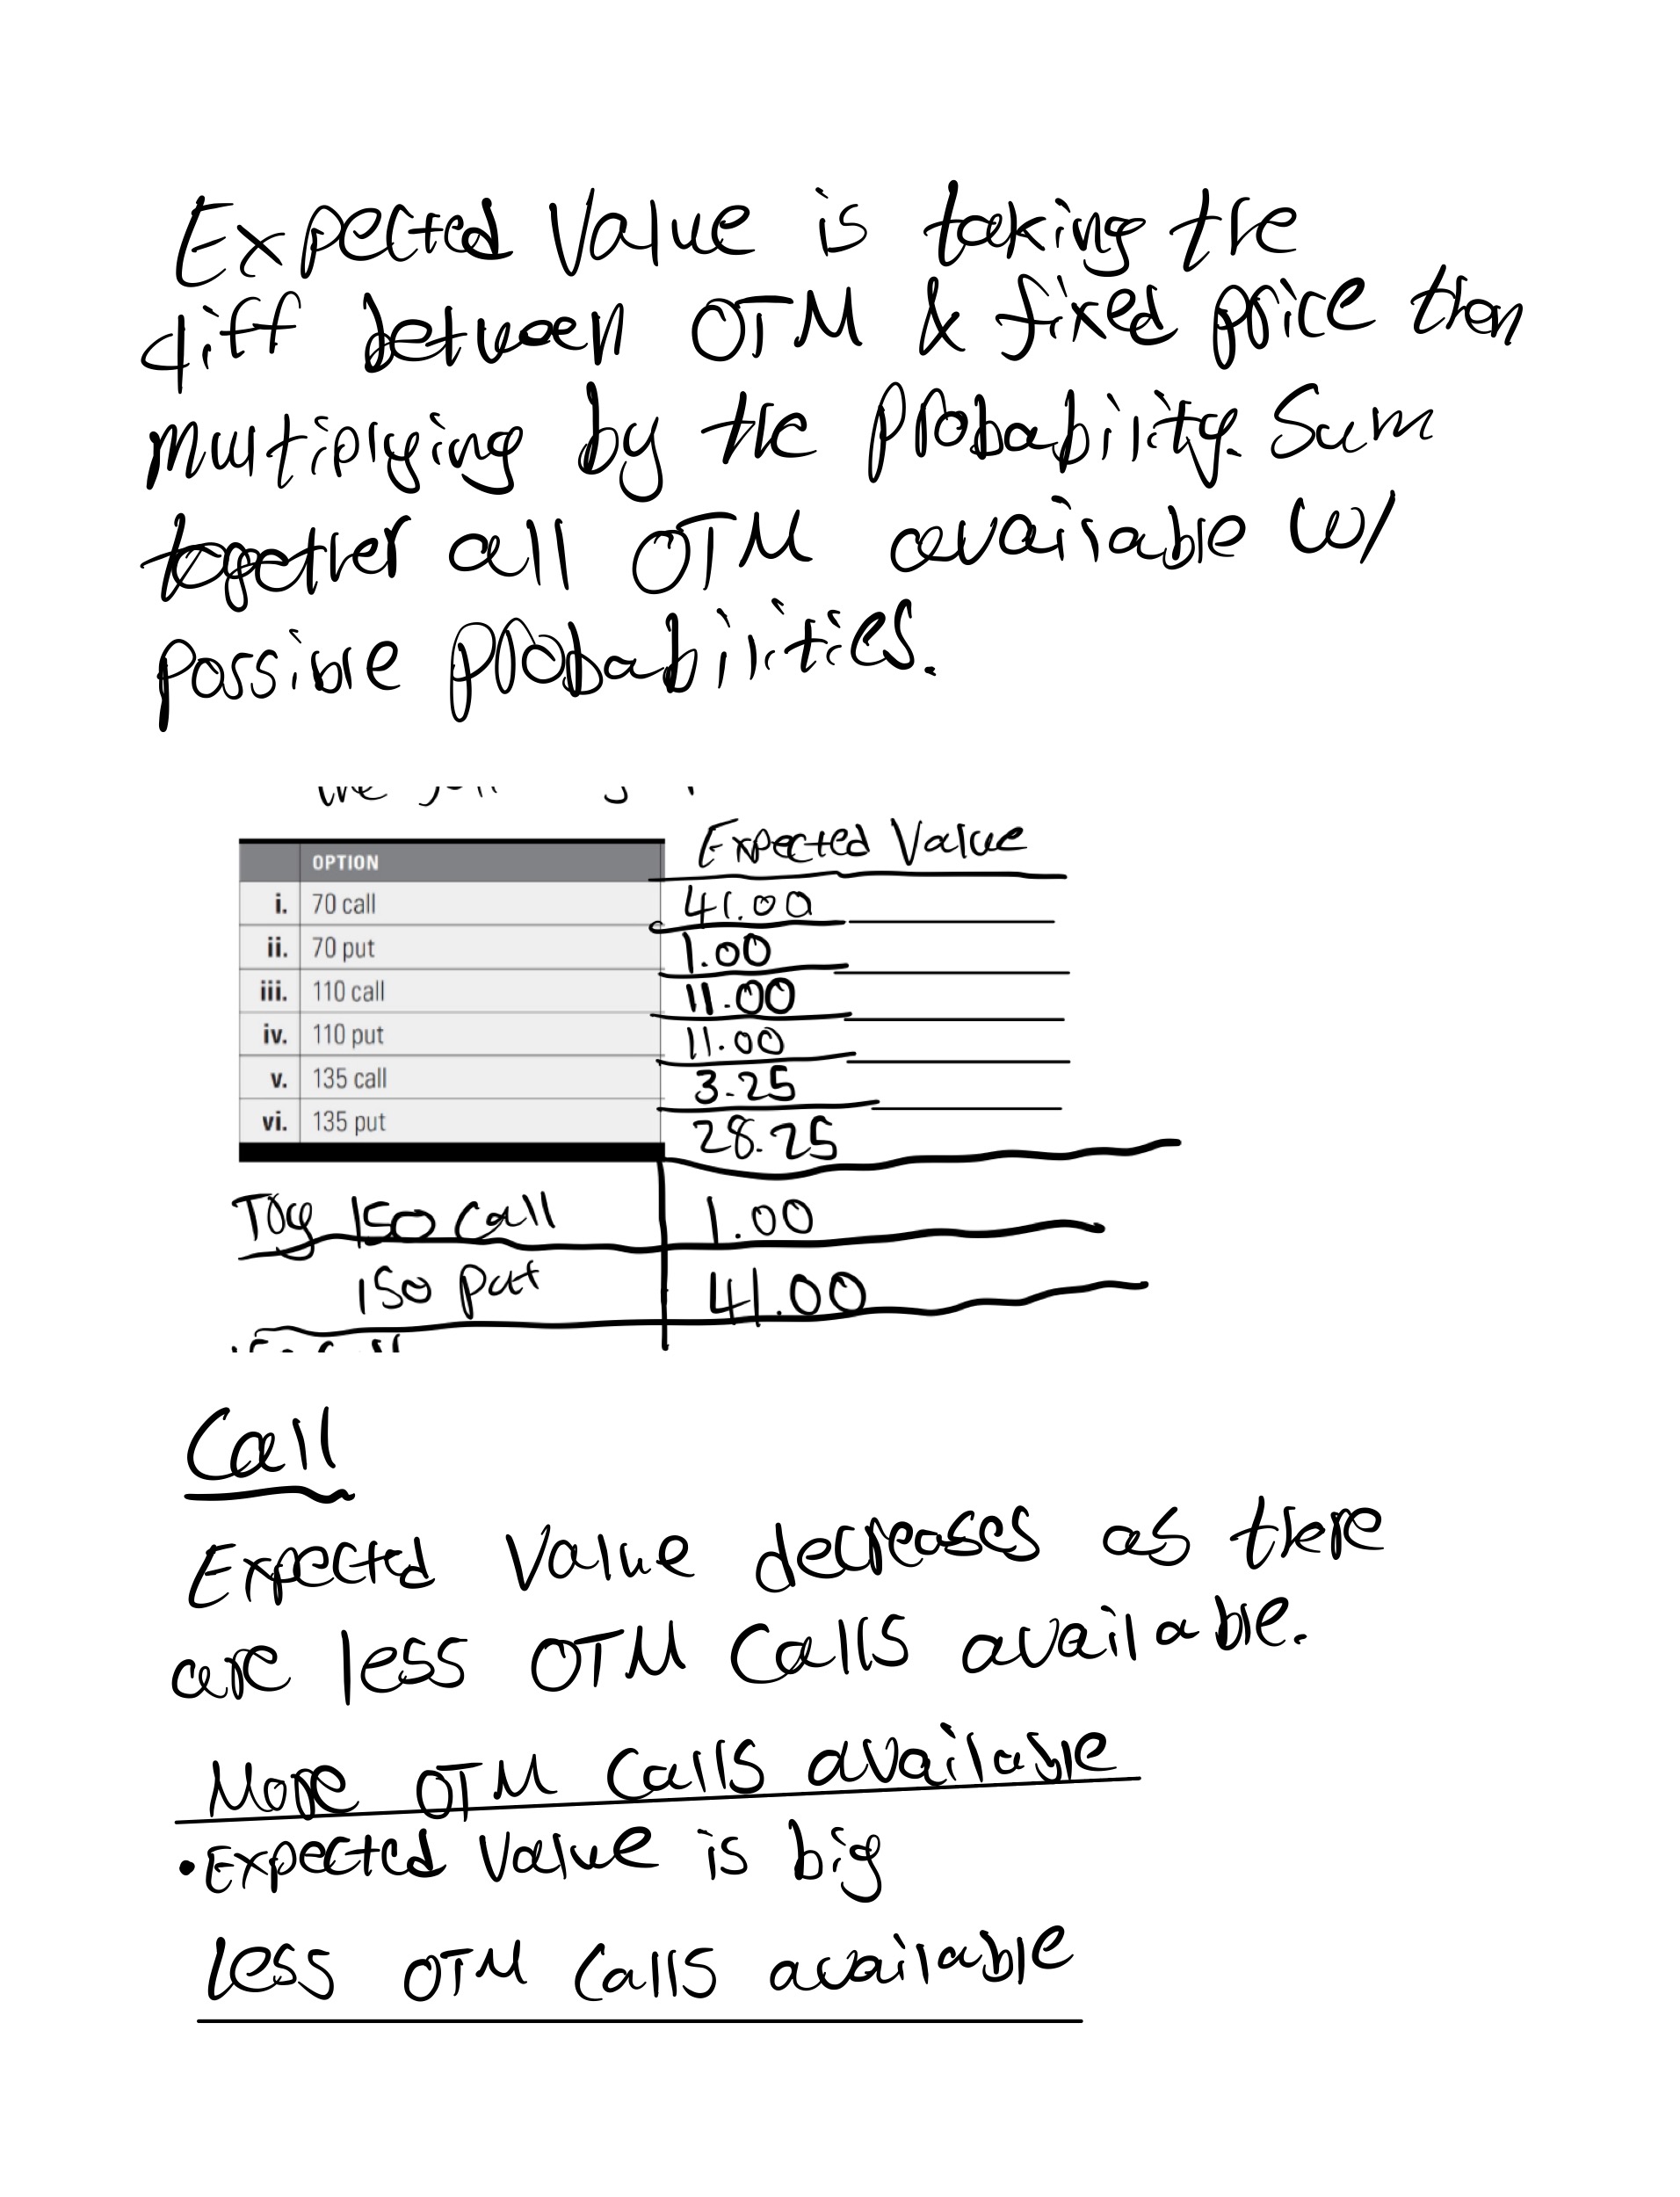 Expected Value is taking the
diff between OTM & fixed price then
multiplying by the probability. Sum
together all OTM available w/
possible probabilities.
OPTION Expected Value
i. 70 call 41.00
ii. 70 put 1.00
iii. 110 call 11.00
iv. 110 put 11.00
v. 135 call 3.25
vi. 135 put 28.25
Try 150 call 1.00
150 put 41.00
Call
Expected Value decreases as there
are less OTM calls available.
More OTM calls available
• Expected value is big
less OTM calls available